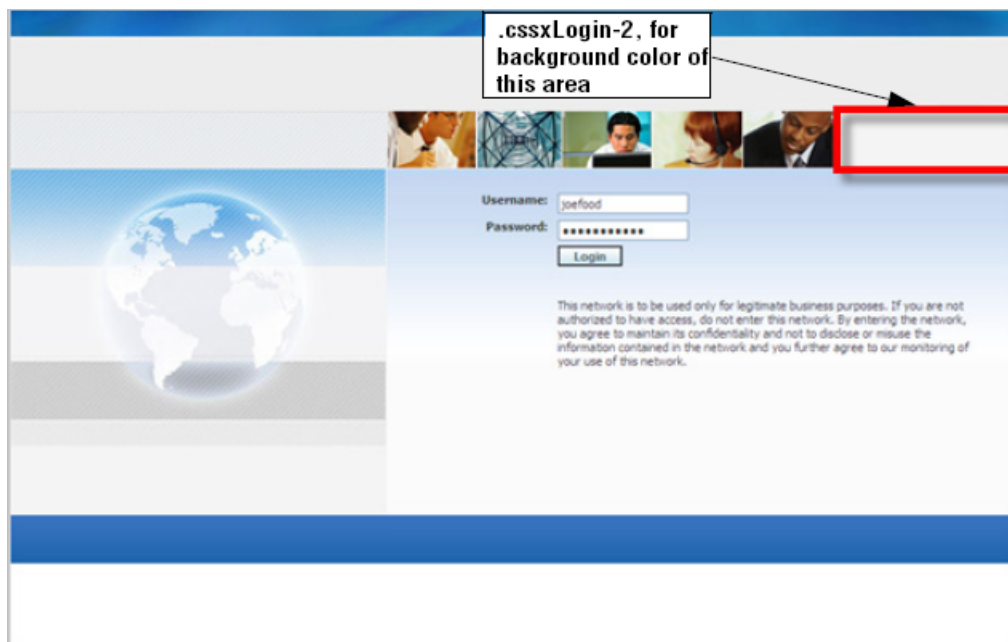 .cssxLogin-2, for
background color of
this area
Username: joefood
Password: •••••••••••
Login
This network is to be used only for legitimate business purposes. If you are not
authorized to have access, do not enter this network. By entering the network,
you agree to maintain its confidentiality and not to disclose or misuse the
information contained in the network and you further agree to our monitoring of
your use of this network.